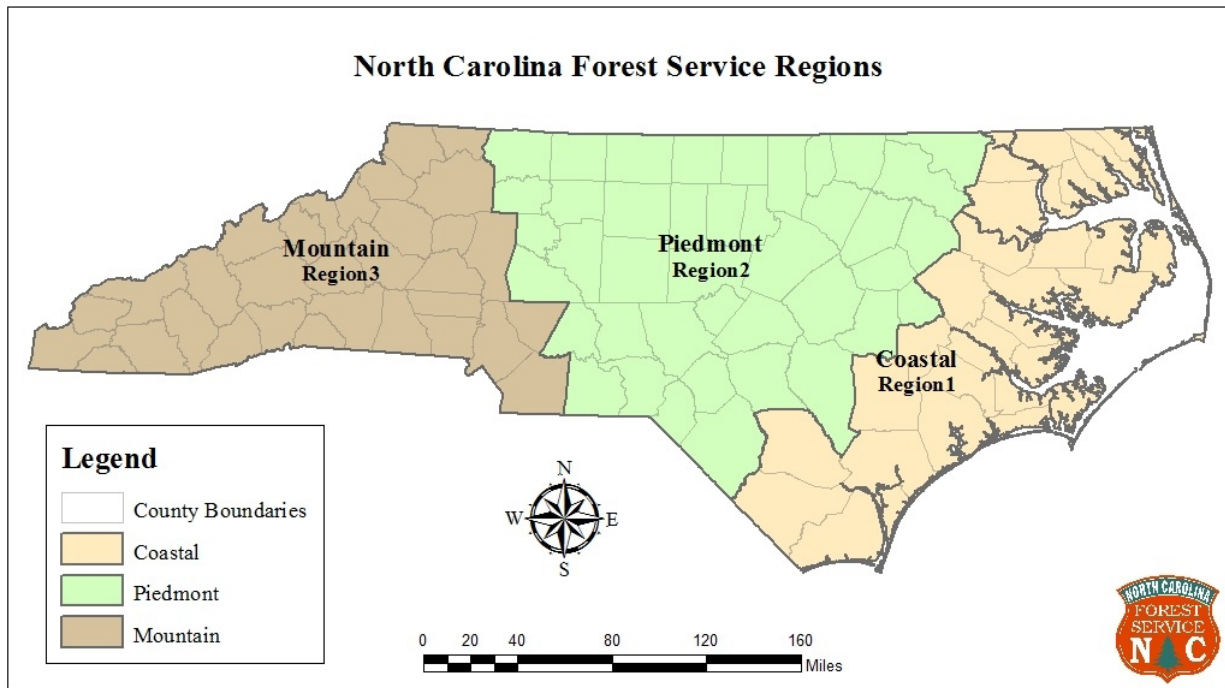 North Carolina Forest Service Regions
Mountain
Region3
Piedmont
Region2
Coastal
Region1
Legend
County Boundaries
Coastal
Piedmont
Mountain
N
W E
S
0 20 40 80 120 160
Miles
NORTH CAROLINA
FOREST
SERVICE
N C